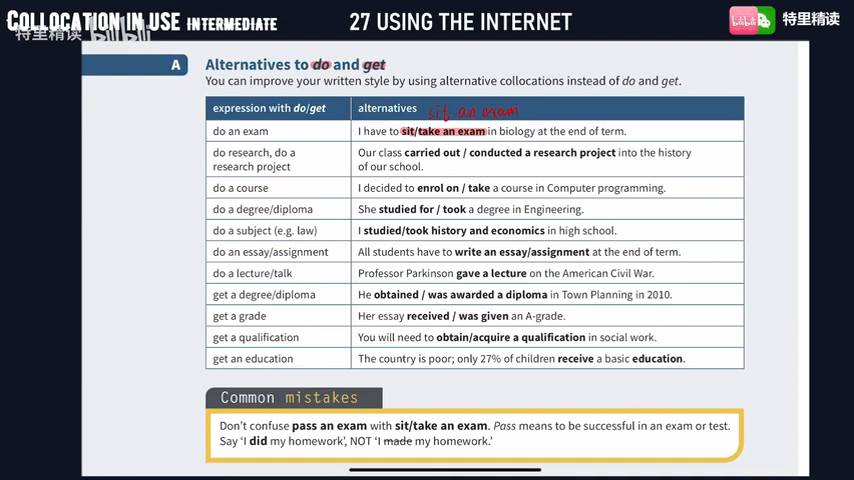 COLLOCATION IN USE INTERMEDIATE
27 USING THE INTERNET
bilibili
特里精读
特里精读
bilibili
A
Alternatives to do and get
You can improve your written style by using alternative collocations instead of do and get.
expression with do/get
alternatives
sit an exam
do an exam
I have to sit/take an exam in biology at the end of term.
do research, do a
research project
Our class carried out / conducted a research project into the history
of our school.
do a course
I decided to enrol on / take a course in Computer programming.
do a degree/diploma
She studied for / took a degree in Engineering.
do a subject (e.g. law)
I studied/took history and economics in high school.
do an essay/assignment
All students have to write an essay/assignment at the end of term.
do a lecture/talk
Professor Parkinson gave a lecture on the American Civil War.
get a degree/diploma
He obtained / was awarded a diploma in Town Planning in 2010.
get a grade
Her essay received / was given an A-grade.
get a qualification
You will need to obtain/acquire a qualification in social work.
get an education
The country is poor; only 27% of children receive a basic education.
Common mistakes
Don't confuse pass an exam with sit/take an exam. Pass means to be successful in an exam or test.
Say 'I did my homework', NOT 'I made my homework.'